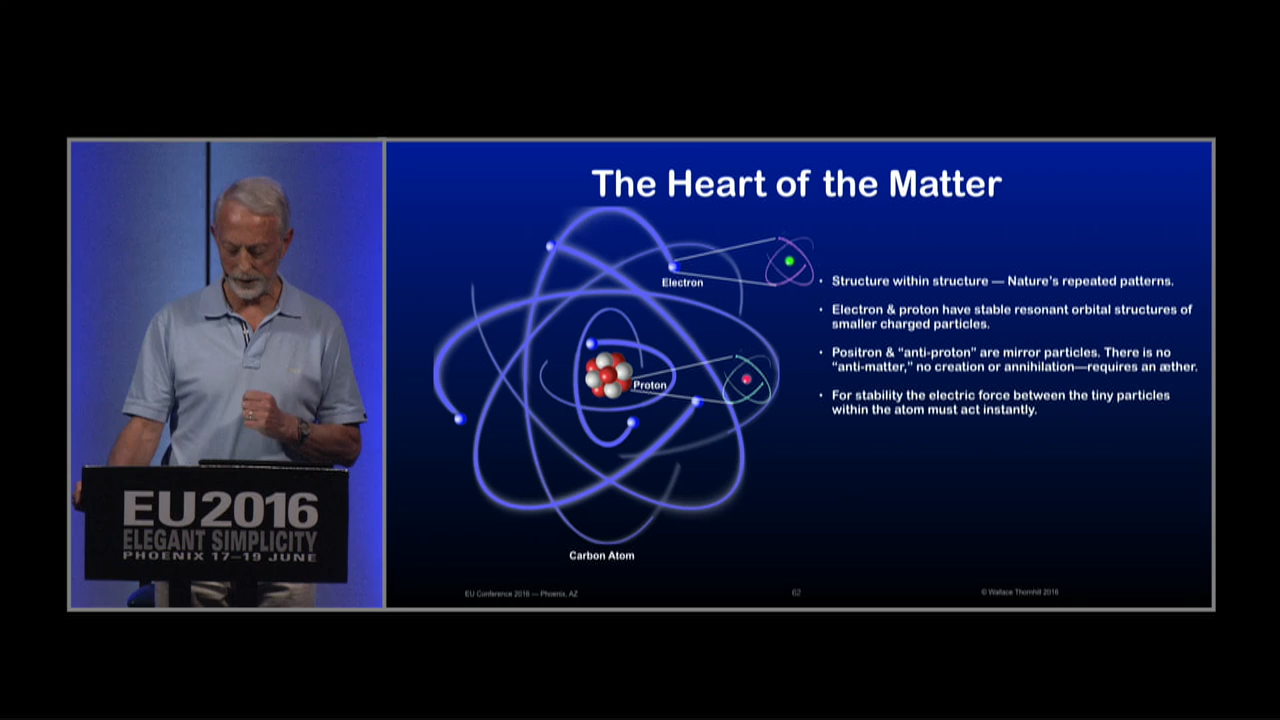 The Heart of the Matter
Electron
Proton
Carbon Atom
• Structure within structure — Nature's repeated patterns.
• Electron & proton have stable resonant orbital structures of
smaller charged particles.
• Positron & “anti-proton” are mirror particles. There is no
“anti-matter,” no creation or annihilation—requires an æther.
• For stability the electric force between the tiny particles
within the atom must act instantly.
EU Conference 2016 — Phoenix, AZ
62
© Wallace Thornhill 2016
EU2016
ELEGANT SIMPLICITY
PHOENIX 17–19 JUNE